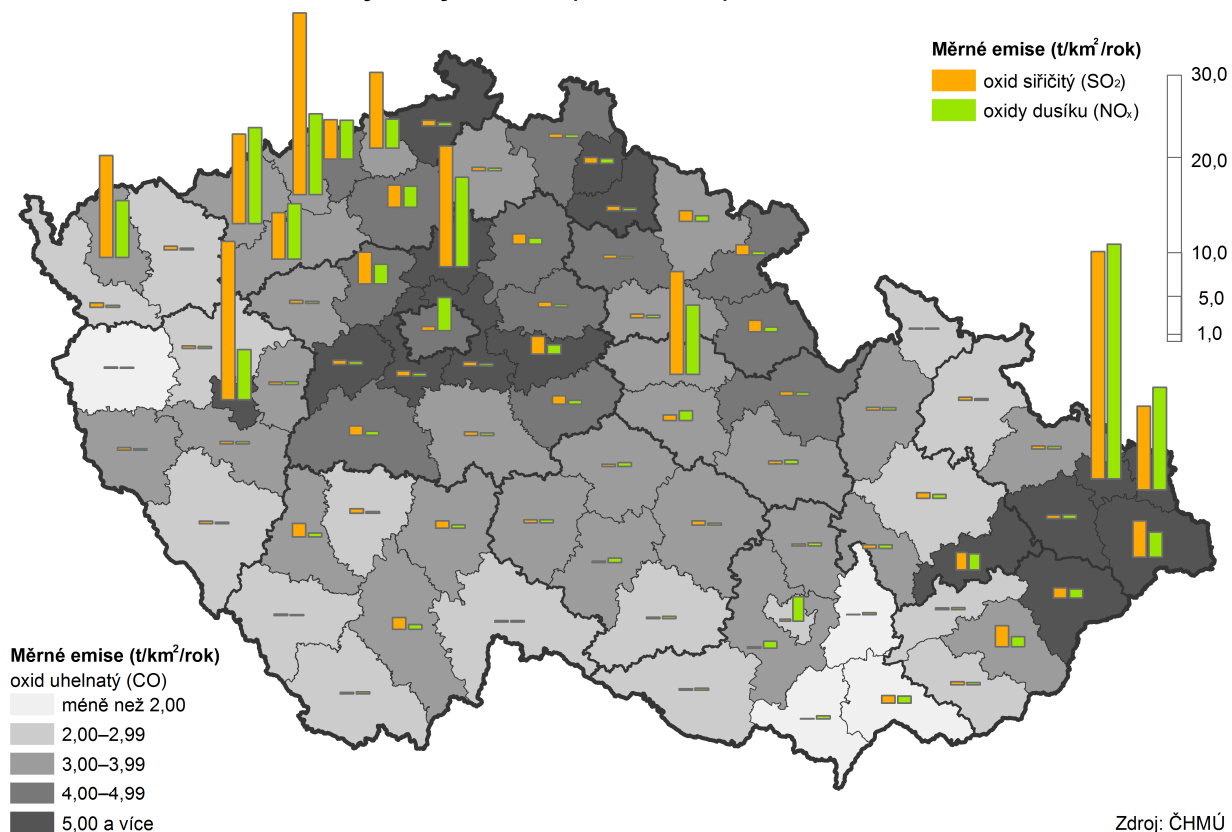 Měrné emise (t/km²/rok)
oxid siřičitý (SO₂)
oxidy dusíku (NOₓ)
30,0
20,0
10,0
5,0
1,0
Měrné emise (t/km²/rok)
oxid uhelnatý (CO)
méně než 2,00
2,00–2,99
3,00–3,99
4,00–4,99
5,00 a více
Zdroj: ČHMÚ